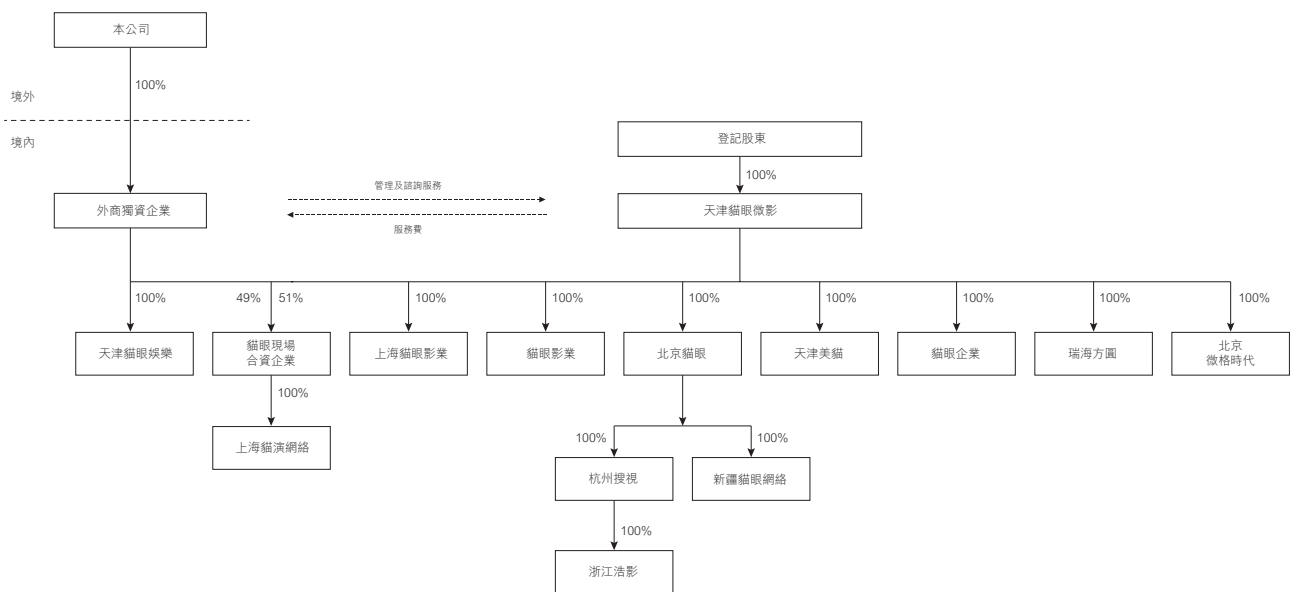 本公司
100%
境外
境內
登記股東
100%
管理及諮詢服務
外商獨資企業
天津貓眼微影
服務費
100%
49%
51%
100%
100%
100%
100%
100%
100%
100%
天津貓眼娛樂
貓眼現場
合資企業
上海貓眼影業
貓眼影業
北京貓眼
天津美貓
貓眼企業
瑞海方圓
北京
微格時代
100%
上海貓演網絡
100%
100%
杭州搜視
新疆貓眼網絡
100%
浙江浩影